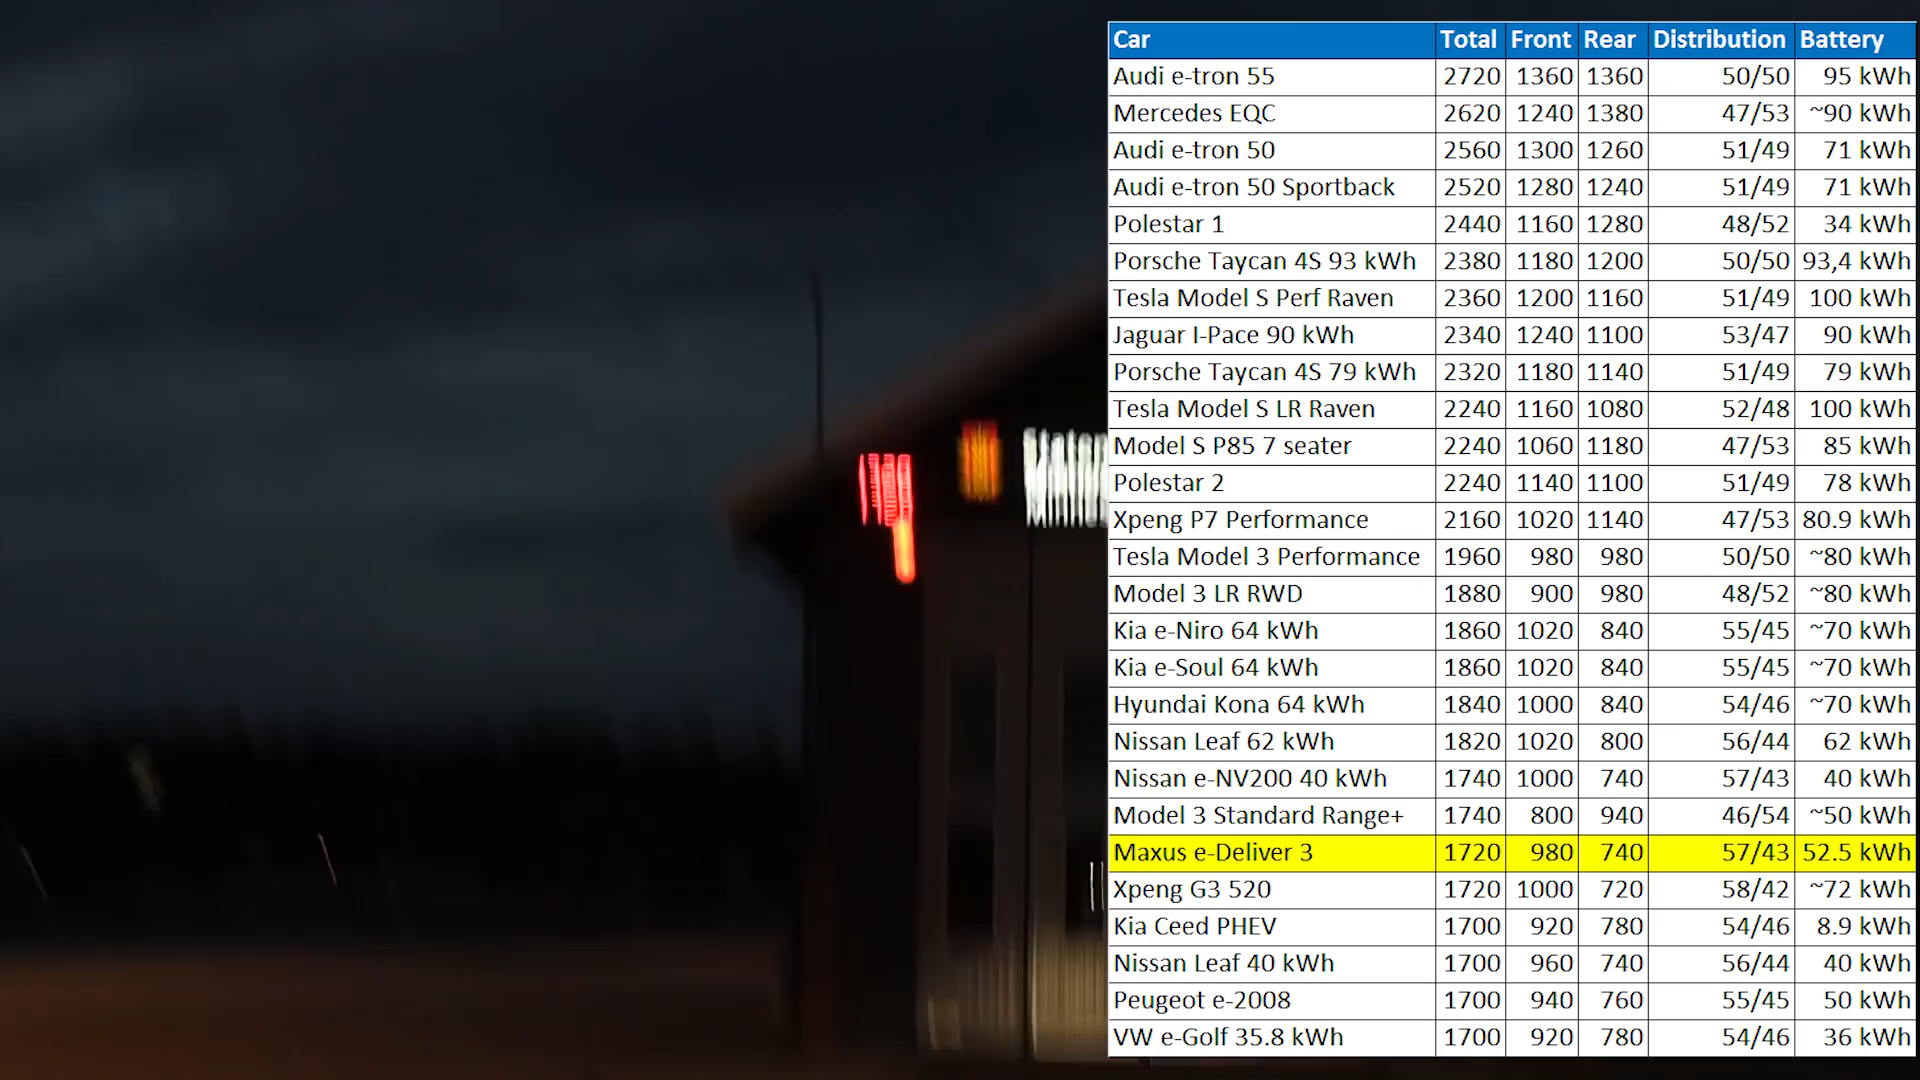 Car Total Front Rear Distribution Battery
Audi e-tron 55 2720 1360 1360 50/50 95 kWh
Mercedes EQC 2620 1240 1380 47/53 ~90 kWh
Audi e-tron 50 2560 1300 1260 51/49 71 kWh
Audi e-tron 50 Sportback 2520 1280 1240 51/49 71 kWh
Polestar 1 2440 1160 1280 48/52 34 kWh
Porsche Taycan 4S 93 kWh 2380 1180 1200 50/50 93,4 kWh
Tesla Model S Perf Raven 2360 1200 1160 51/49 100 kWh
Jaguar I-Pace 90 kWh 2340 1240 1100 53/47 90 kWh
Porsche Taycan 4S 79 kWh 2320 1180 1140 51/49 79 kWh
Tesla Model S LR Raven 2240 1160 1080 52/48 100 kWh
Model S P85 7 seater 2240 1060 1180 47/53 85 kWh
Polestar 2 2240 1140 1100 51/49 78 kWh
Xpeng P7 Performance 2160 1020 1140 47/53 80.9 kWh
Tesla Model 3 Performance 1960 980 980 50/50 ~80 kWh
Model 3 LR RWD 1880 900 980 48/52 ~80 kWh
Kia e-Niro 64 kWh 1860 1020 840 55/45 ~70 kWh
Kia e-Soul 64 kWh 1860 1020 840 55/45 ~70 kWh
Hyundai Kona 64 kWh 1840 1000 840 54/46 ~70 kWh
Nissan Leaf 62 kWh 1820 1020 800 56/44 62 kWh
Nissan e-NV200 40 kWh 1740 1000 740 57/43 40 kWh
Model 3 Standard Range+ 1740 800 940 46/54 ~50 kWh
Maxus e-Deliver 3 1720 980 740 57/43 52.5 kWh
Xpeng G3 520 1720 1000 720 58/42 ~72 kWh
Kia Ceed PHEV 1700 920 780 54/46 8.9 kWh
Nissan Leaf 40 kWh 1700 960 740 56/44 40 kWh
Peugeot e-2008 1700 940 760 55/45 50 kWh
VW e-Golf 35.8 kWh 1700 920 780 54/46 36 kWh